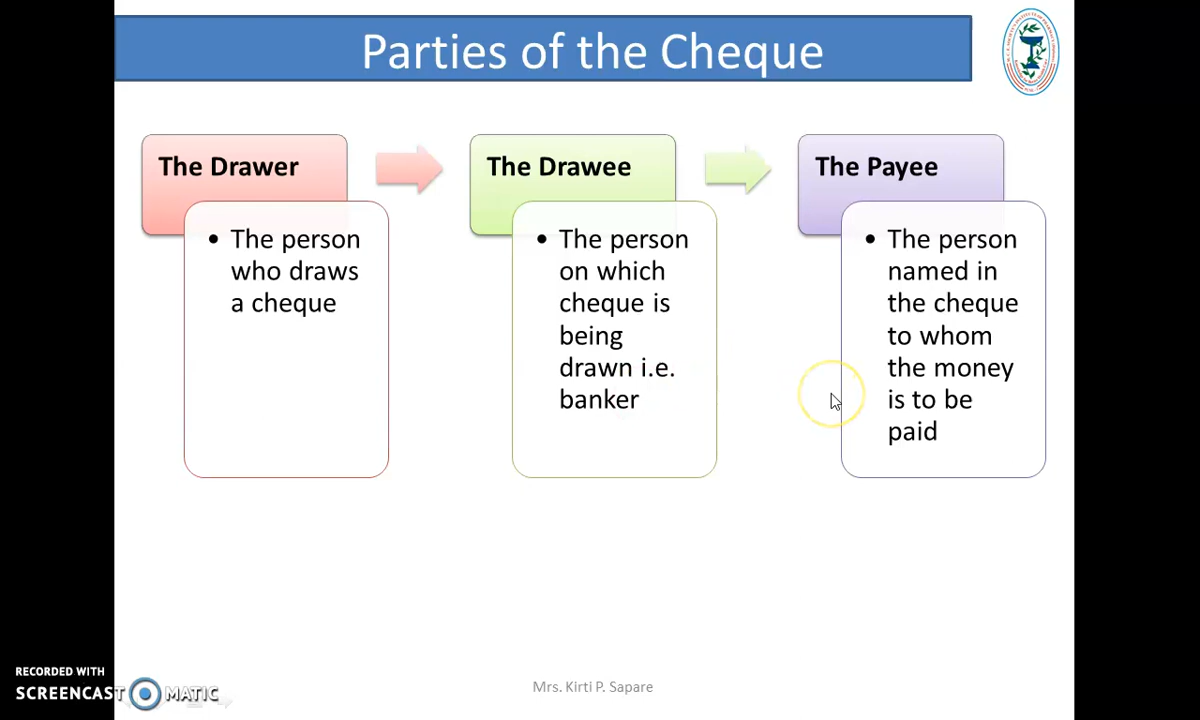 Parties of the Cheque
The Drawer
• The person
who draws
a cheque
The Drawee
• The person
on which
cheque is
being
drawn i.e.
banker
The Payee
• The person
named in
the cheque
to whom
the money
is to be
paid
RECORDED WITH
SCREENCAST MATIC
Mrs. Kirti P. Sapare